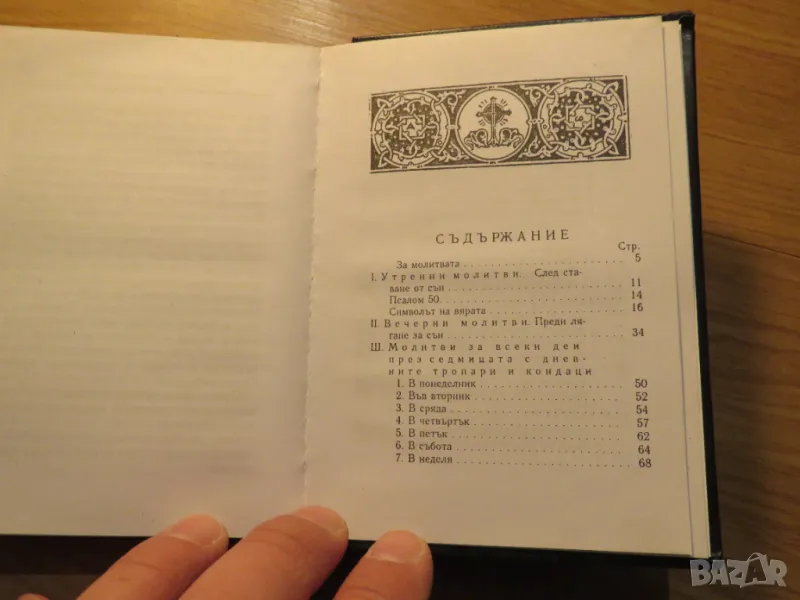 СЪДЪРЖАНИЕ
Стр.
За молитвата . . . . . . . . . . . . . . . . 5
I. Утренни молитви. След ста-
ване от сън . . . . . . . . . . . . . . . . 11
Псалом 50. . . . . . . . . . . . . . . . . 14
Символът на вярата . . . . . . . . . . . . 16
II. Вечерни молитви. Преди ля-
гане за сън . . . . . . . . . . . . . . . . 34
III. Молитви за всеки ден
през седмицата с днев-
ните тропари и кондаци
1. В понеделник . . . . . . . . . . . . . . 50
2. Във вторник . . . . . . . . . . . . . . . 52
3. В сряда . . . . . . . . . . . . . . . . . 54
4. В четвъртък . . . . . . . . . . . . . . . 57
5. В петък . . . . . . . . . . . . . . . . . 62
6. В събота . . . . . . . . . . . . . . . . 64
7. В неделя . . . . . . . . . . . . . . . . 68
BAZAR